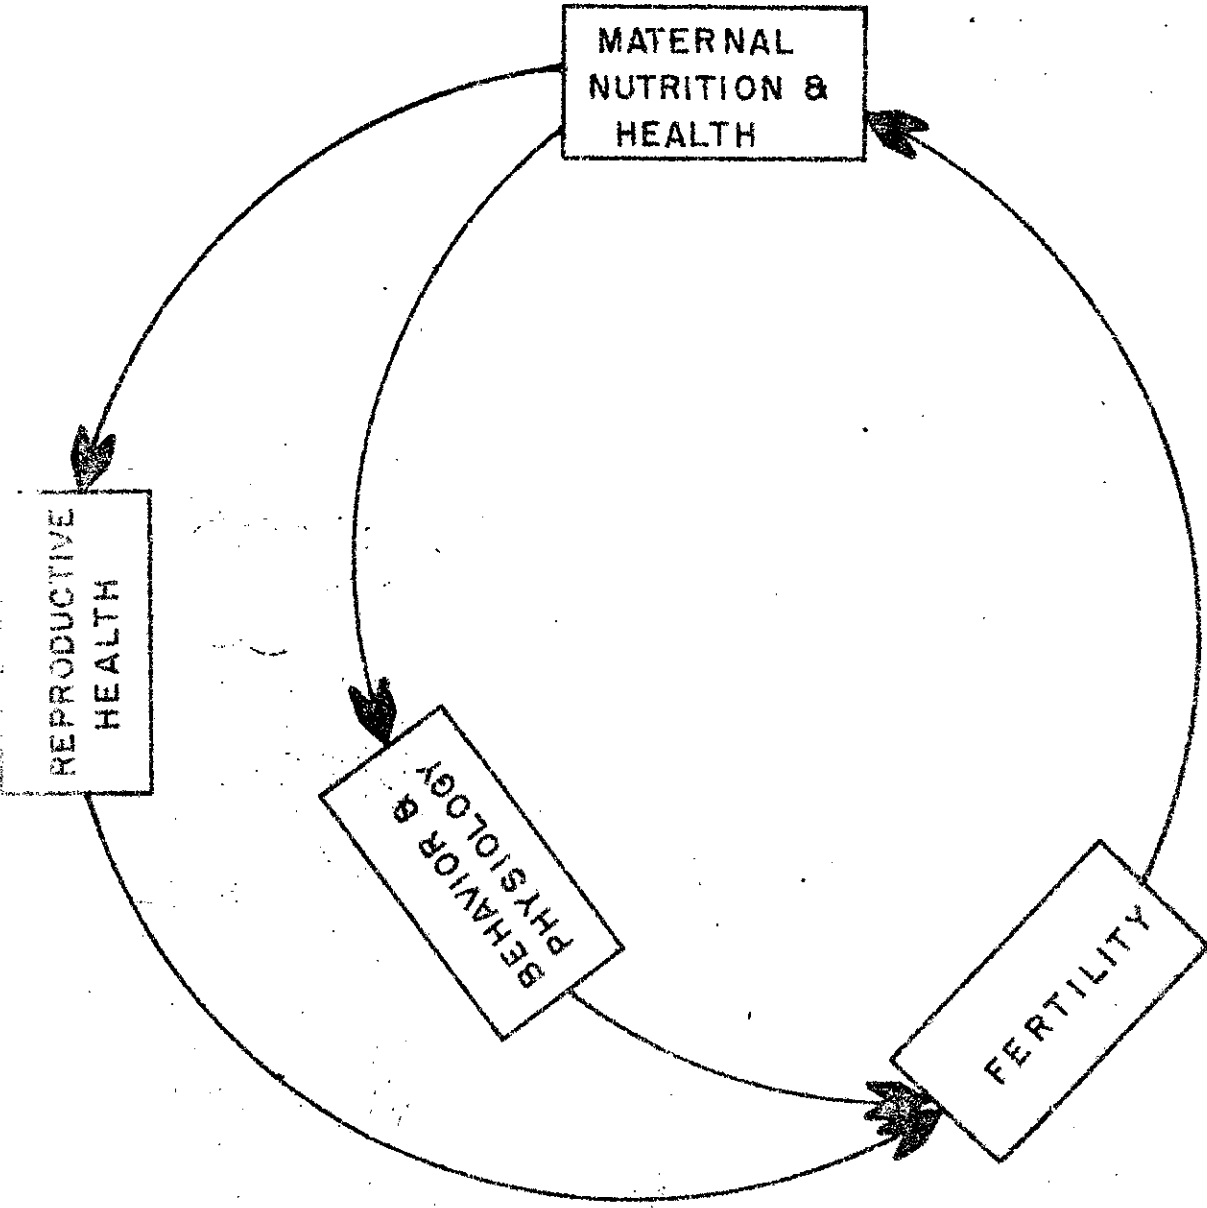 MATERNAL
NUTRITION &
HEALTH
REPRODUCTIVE
HEALTH
BEHAVIOR &
PHYSIOLOGY
FERTILITY